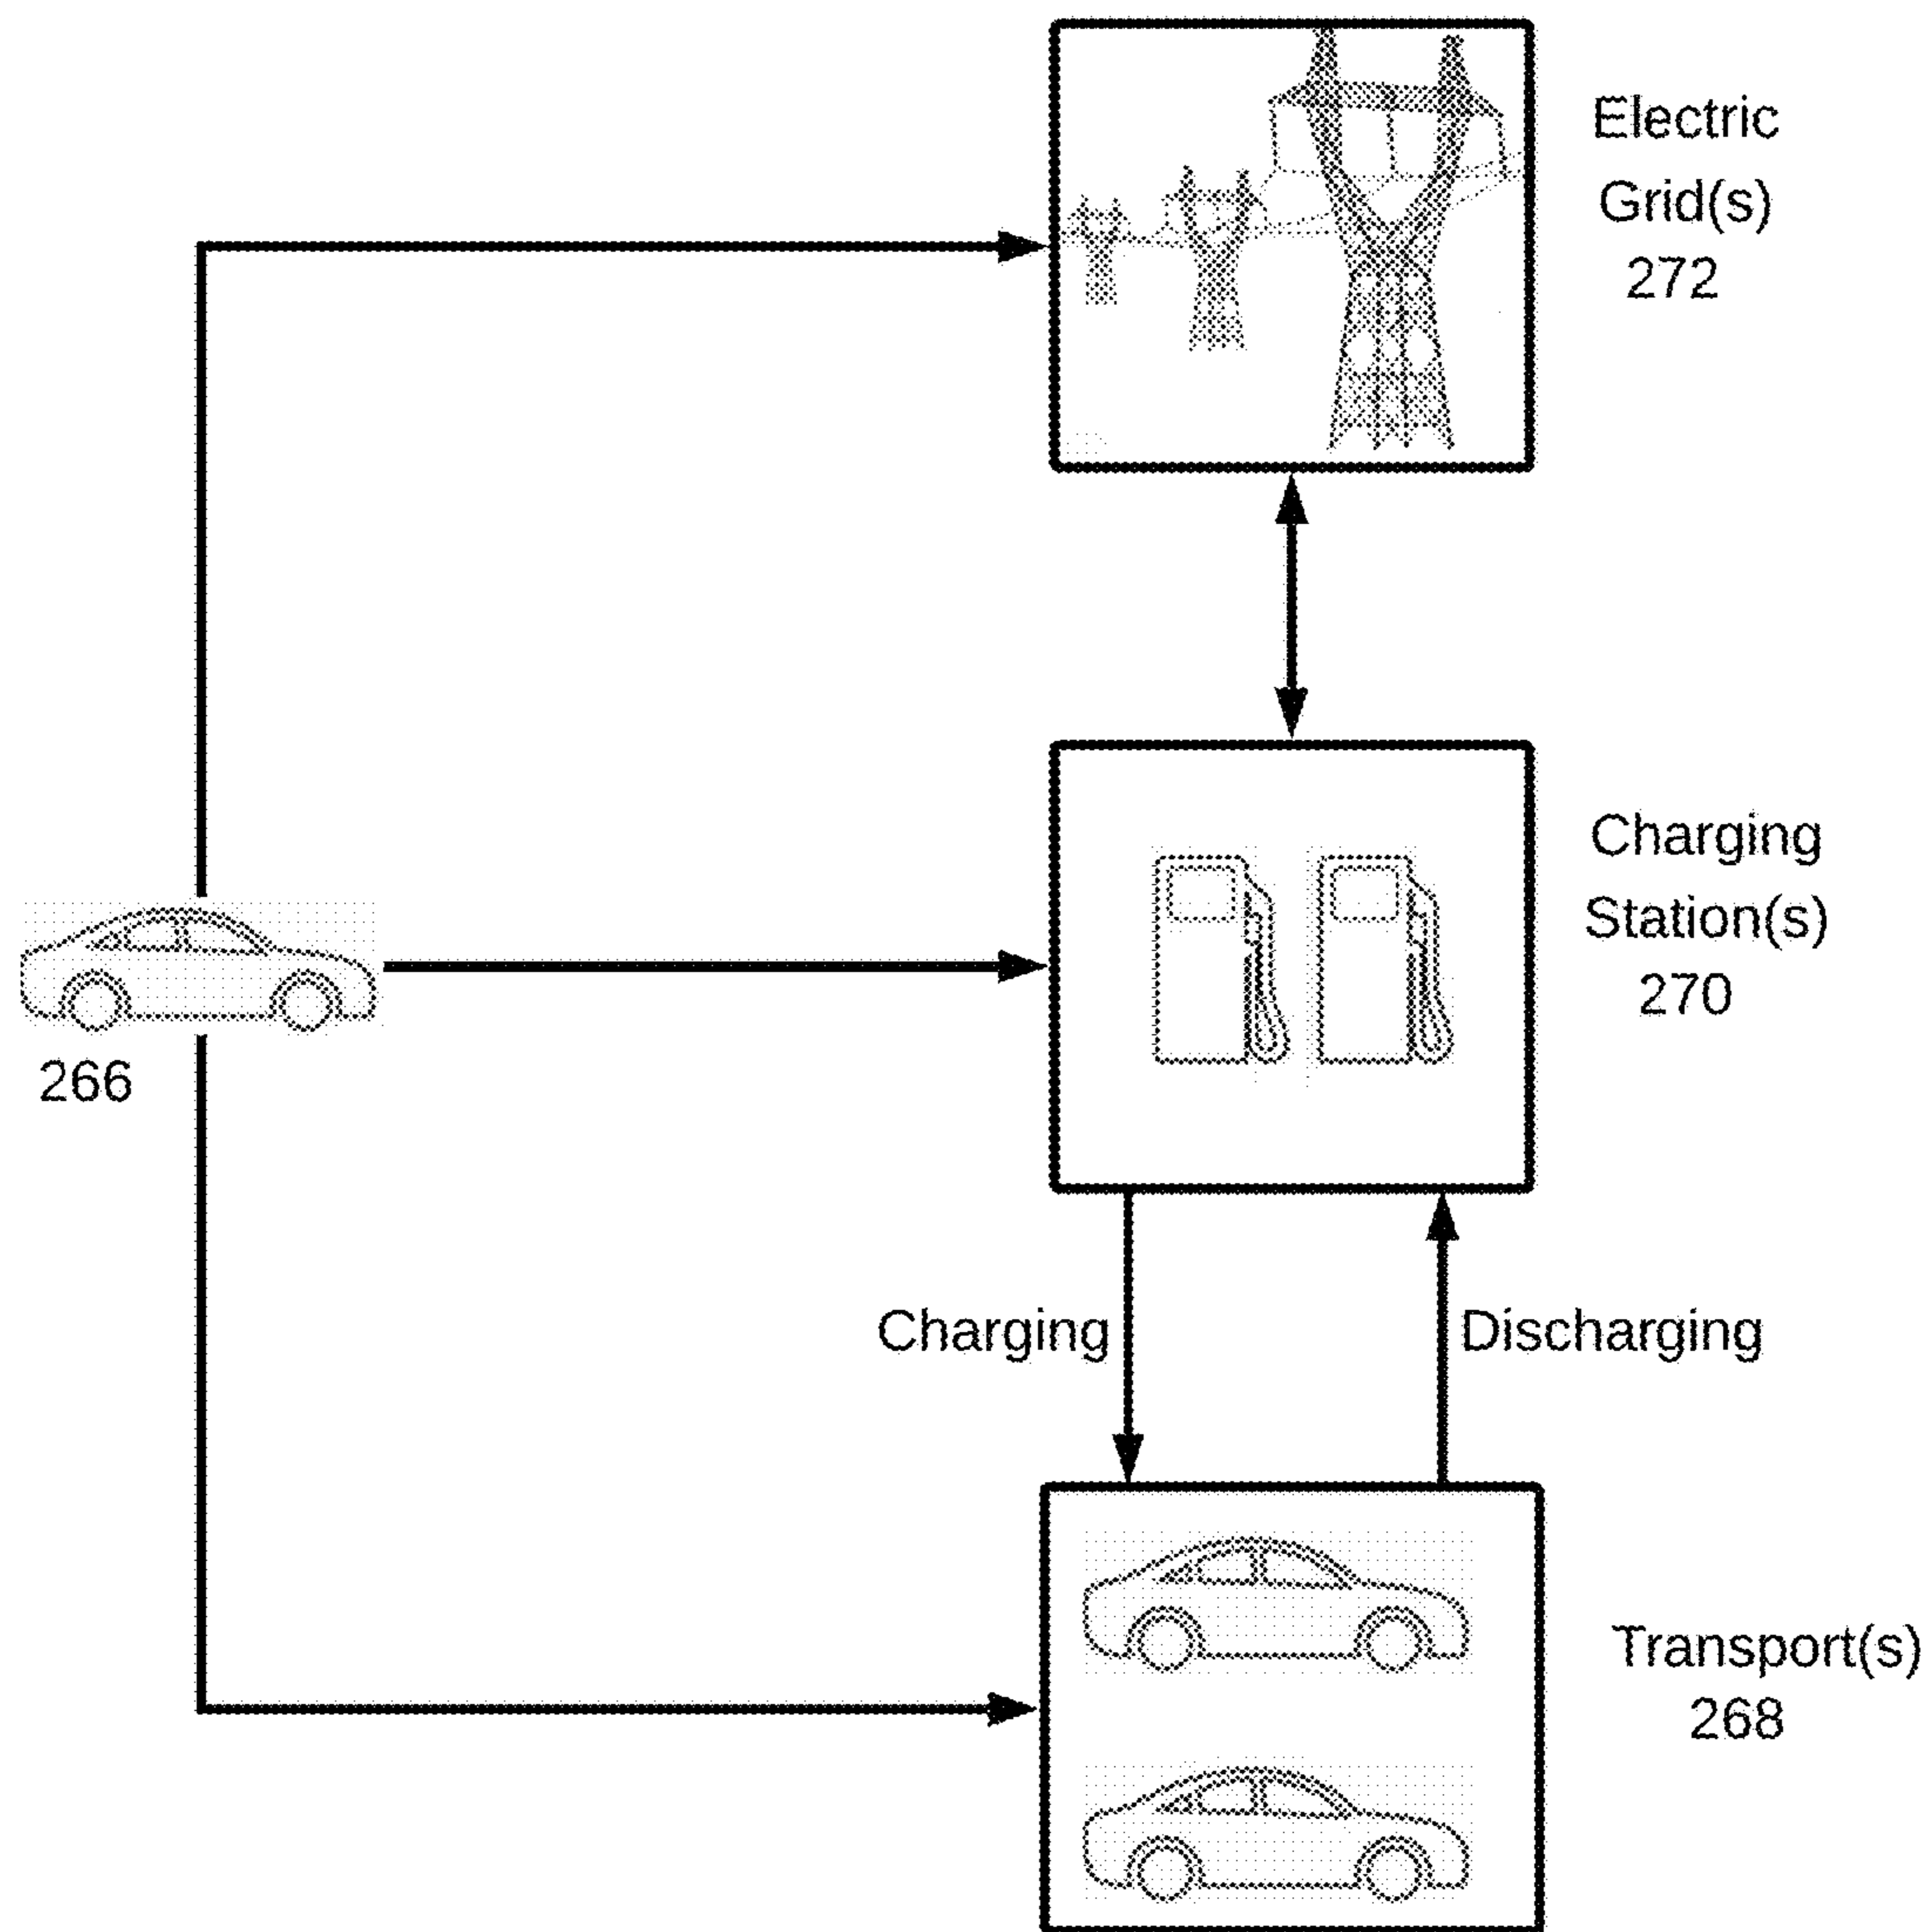 Electric
Grid(s)
272
Charging
Station(s)
270
266
Charging
Discharging
Transport(s)
268